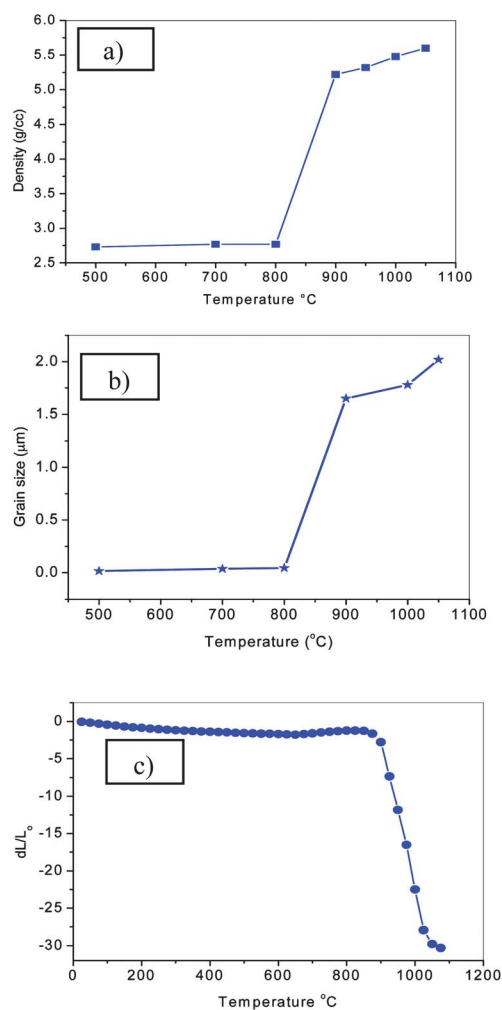 a)
6.0
5.5
5.0
4.5
4.0
3.5
3.0
2.5
Density (g/cc)
500 600 700 800 900 1000 1100
Temperature °C
b)
2.0
1.5
1.0
0.5
0.0
Grain size (μm)
500 600 700 800 900 1000 1100
Temperature (°C)
c)
0
-5
-10
-15
-20
-25
-30
dL/Lo
0 200 400 600 800 1000 1200
Temperature °C